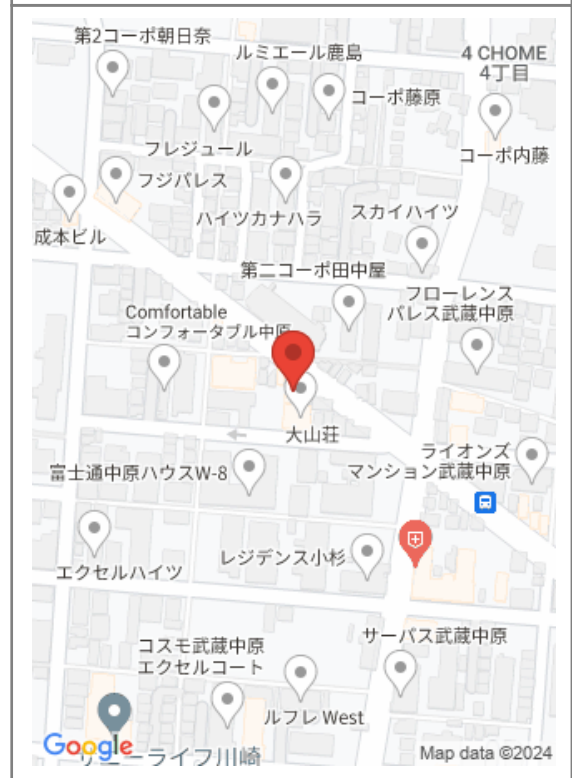 第2コーポ朝日奈
ルミエール鹿島
4 CHOME
4丁目
コーポ藤原
フレジュール
コーポ内藤
フジパレス
ハイツカナハラ
スカイハイツ
成本ビル
第二コーポ田中屋
フローレンス
パレス武蔵中原
Comfortable
コンフォータブル中原
大山荘
ライオンズ
マンション武蔵中原
富士通中原ハウスW-8
レジデンス小杉
エクセルハイツ
サーパス武蔵中原
コスモ武蔵中原
エクセルコート
ルフレ West
Google
ーライフ川崎
Map data ©2024